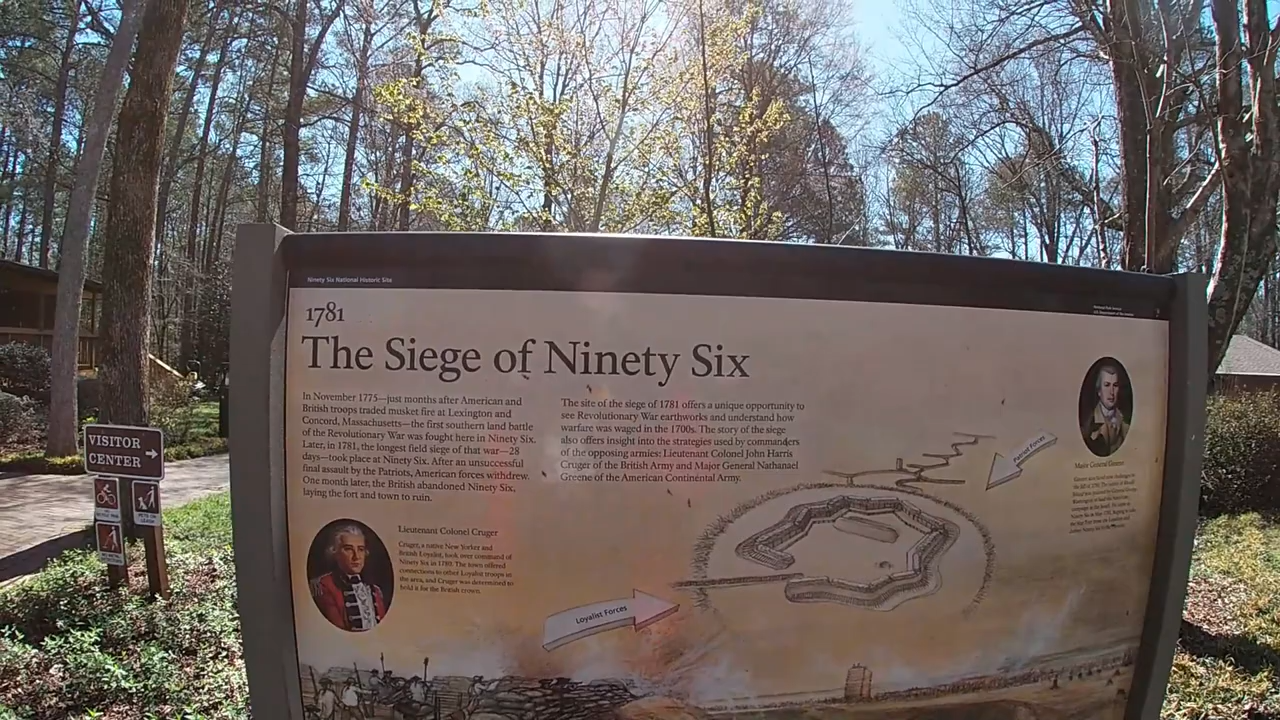 Ninety Six National Historic Site
1781
The Siege of Ninety Six
In November 1775—just months after American and
British troops traded musket fire at Lexington and
Concord, Massachusetts—the first southern land battle
of the Revolutionary War was fought here in Ninety Six.
Later, in 1781, the longest field siege of that war—28
days—took place at Ninety Six. After an unsuccessful
final assault by the Patriots, American forces withdrew.
One month later, the British abandoned Ninety Six,
laying the fort and town to ruin.
The site of the siege of 1781 offers a unique opportunity to
see Revolutionary War earthworks and understand how
warfare was waged in the 1700s. The story of the siege
also offers insight into the strategies used by commanders
of the opposing armies: Lieutenant Colonel John Harris
Cruger of the British Army and Major General Nathanael
Greene of the American Continental Army.
Lieutenant Colonel Cruger
Cruger, a native New Yorker and
British Loyalist, took over command of
Ninety Six in 1780. The town offered
connections to other Loyalist troops in
the area, and Cruger was determined to
hold it for the British crown.
Loyalist Forces
Patriot Forces
Major General Greene
VISITOR
CENTER